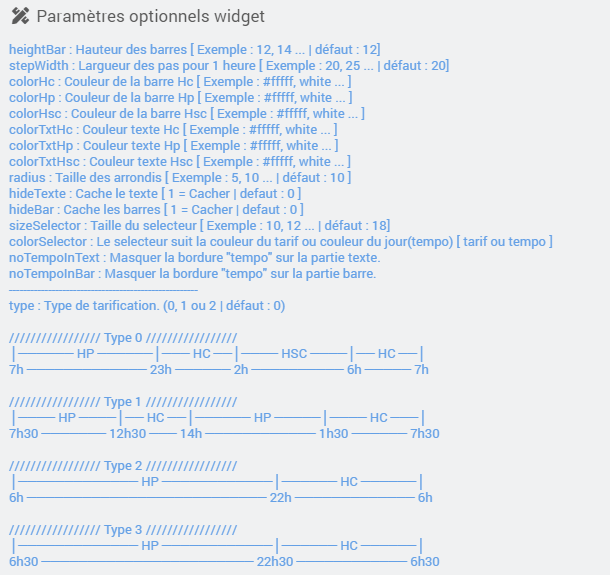 Paramètres optionnels widget
heightBar : Hauteur des barres [ Exemple : 12, 14 ... | défaut : 12]
stepWidth : Largueur des pas pour 1 heure [ Exemple : 20, 25 ... | défaut : 20]
colorHc : Couleur de la barre Hc [ Exemple : #fffff, white ... ]
colorHp : Couleur de la barre Hp [ Exemple : #fffff, white ... ]
colorHsc : Couleur de la barre Hsc [ Exemple : #fffff, white ... ]
colorTxtHc : Couleur texte Hc [ Exemple : #fffff, white ... ]
colorTxtHp : Couleur texte Hp [ Exemple : #fffff, white ... ]
colorTxtHsc : Couleur texte Hsc [ Exemple : #fffff, white ... ]
radius : Taille des arrondis [ Exemple : 5, 10 ... | défaut : 10 ]
hideTexte : Cache le texte [ 1 = Cacher | defaut : 0 ]
hideBar : Cache les barres [ 1 = Cacher | defaut : 0 ]
sizeSelector : Taille du selecteur [ Exemple : 10, 12 ... | défaut : 18]
colorSelector : Le selecteur suit la couleur du tarif ou couleur du jour(tempo) [ tarif ou tempo ]
noTempoInText : Masquer la bordure "tempo" sur la partie texte.
noTempoInBar : Masquer la bordure "tempo" sur la partie barre.
------------------------------------------------------
type : Type de tarification. (0, 1 ou 2 | défaut : 0)
///////////////// Type 0 /////////////////
|——— HP ———|—— HC —|—— HSC ——|— HC —|
7h ————————— 23h ———— 2h ——————— 6h ——— 7h
///////////////// Type 1 /////////////////
|—— HP ——|— HC —|——— HP ———|—— HC ——|
7h30 ————— 12h30 —— 14h ———————— 1h30 ———— 7h30
///////////////// Type 2 /////////////////
|———————— HP ————————|———— HC ————|
6h ————————————————— 22h ————————— 6h
///////////////// Type 3 /////////////////
|———————— HP ————————|———— HC ————|
6h30 ———————————————— 22h30 ———————— 6h30